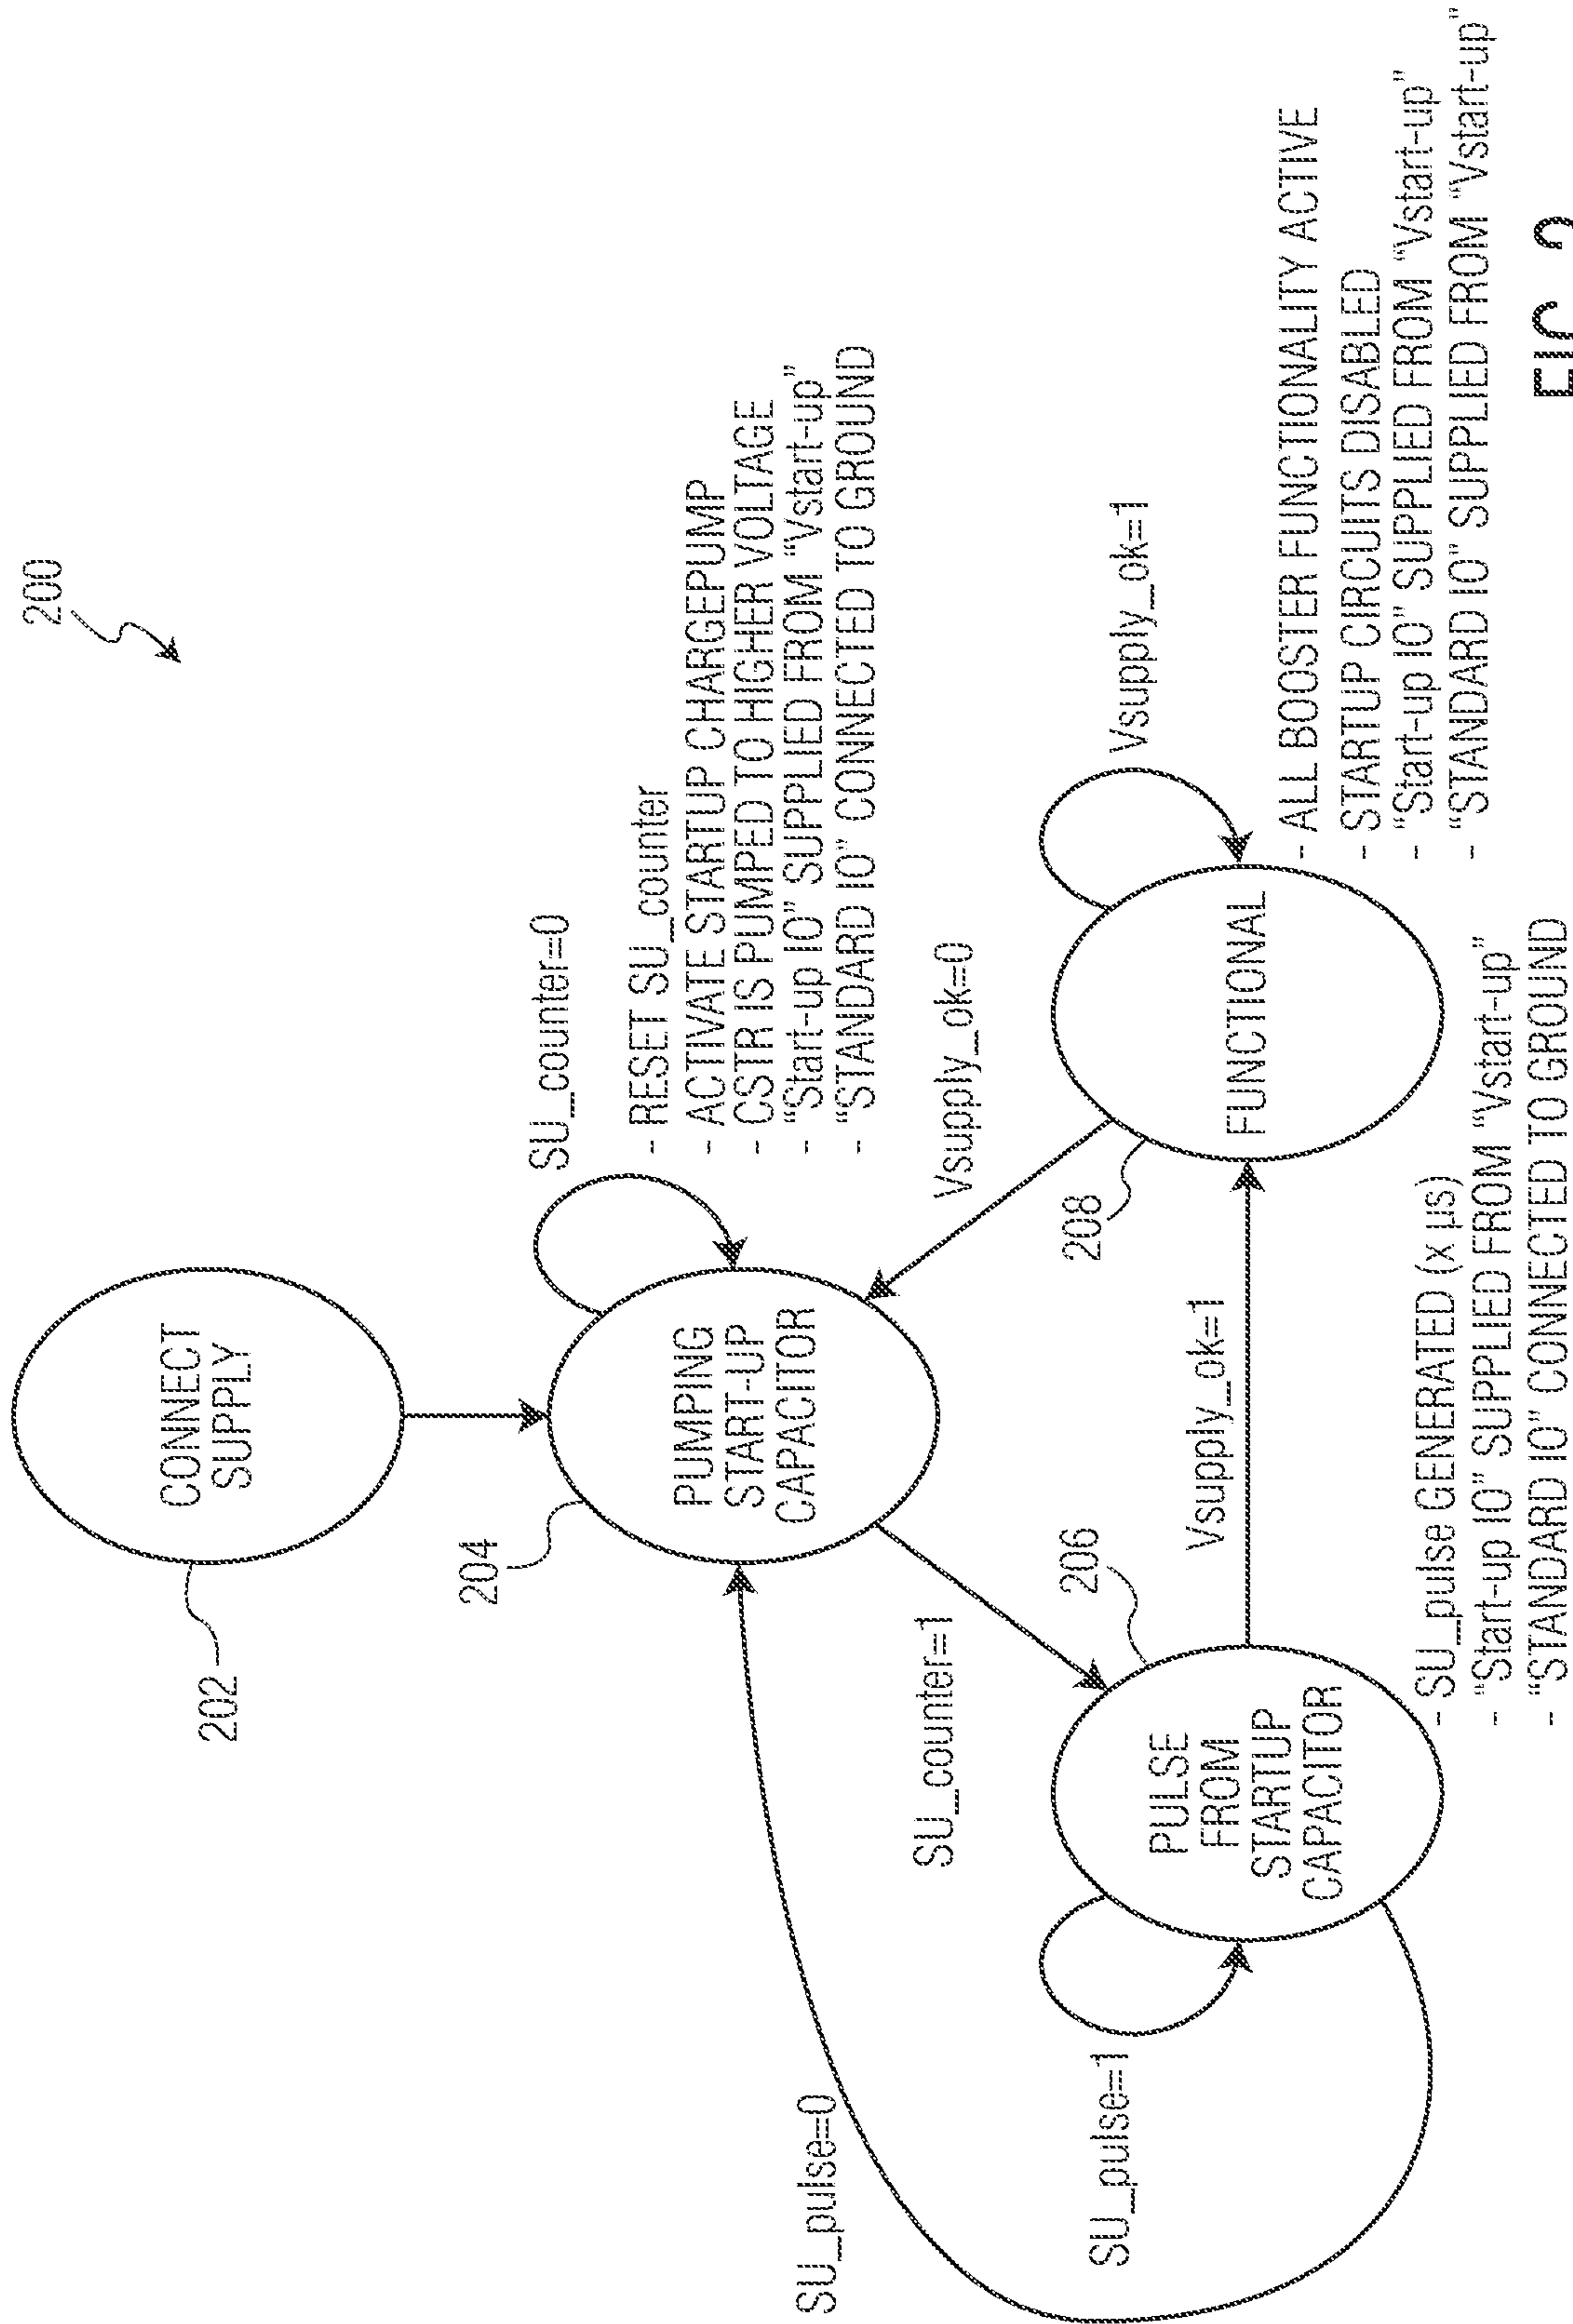 200
CONNECT
SUPPLY
202
SU_counter=0
- RESET SU_counter
- ACTIVATE STARTUP CHARGEPUMP
- CSTR IS PUMPED TO HIGHER VOLTAGE
- "Start-up IO" SUPPLIED FROM "Vstart-up"
- "STANDARD IO" CONNECTED TO GROUND
204
PUMPING
START-UP
CAPACITOR
SU_pulse=0
SU_counter=1
Vsupply_ok=0
SU_pulse=1
206
PULSE
FROM
STARTUP
CAPACITOR
Vsupply_ok=1
208
FUNCTIONAL
Vsupply_ok=1
- ALL BOOSTER FUNCTIONALITY ACTIVE
- STARTUP CIRCUITS DISABLED
- "Start-up IO" SUPPLIED FROM "Vstart-up"
- "STANDARD IO" SUPPLIED FROM "Vstart-up"
- SU_pulse GENERATED (x µs)
- "Start-up IO" SUPPLIED FROM "Vstart-up"
- "STANDARD IO" CONNECTED TO GROUND
FIG. 2